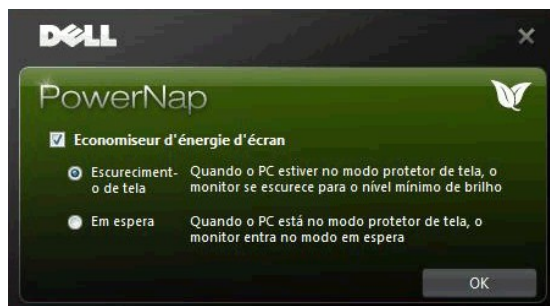 DELL
PowerNap
Economiseur d'énergie d'écran
Escureciment-
o de tela
Quando o PC estiver no modo protetor de tela, o
monitor se escurece para o nível mínimo de brilho
Em espera
Quando o PC está no modo protetor de tela, o
monitor entra no modo em espera
OK